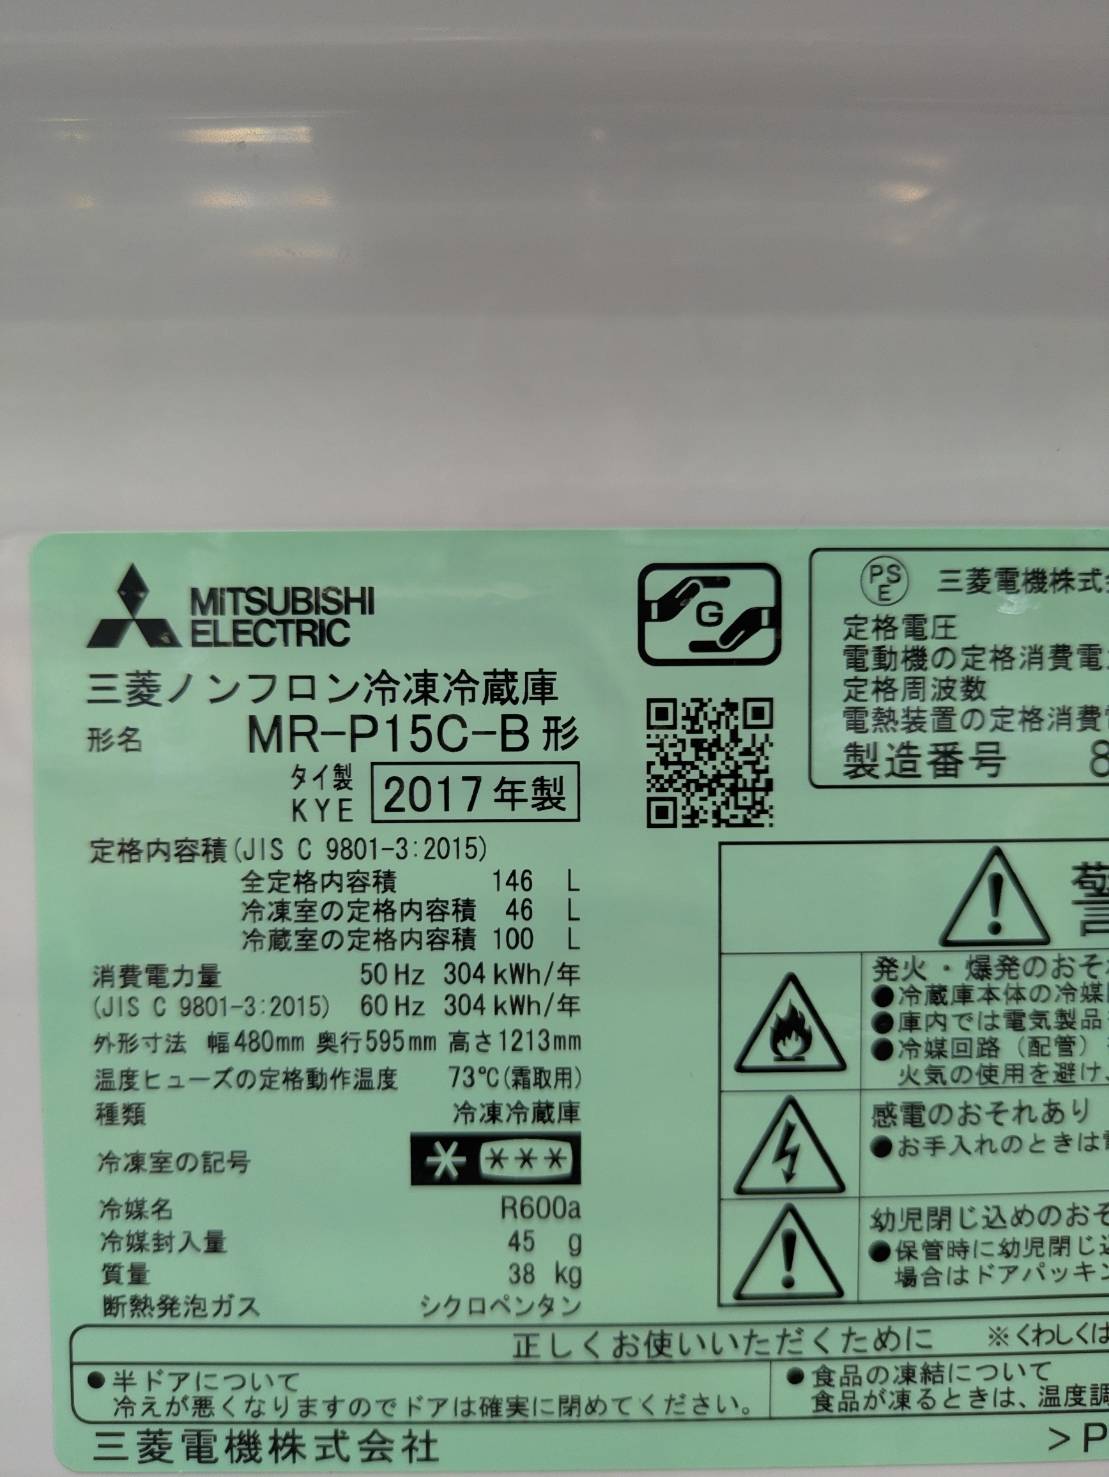 MITSUBISHI
ELECTRIC
三菱ノンフロン冷凍冷蔵庫
形名 MR-P15C-B形
タイ製
KYE
2017年製
定格内容積(JIS C 9801-3:2015)
全定格内容積 146 L
冷凍室の定格内容積 46 L
冷蔵室の定格内容積 100 L
消費電力量 50Hz 304kWh/年
(JIS C 9801-3:2015) 60Hz 304kWh/年
外形寸法 幅480mm 奥行595mm 高さ1213mm
温度ヒューズの定格動作温度 73℃(霜取用)
種類 冷凍冷蔵庫
冷凍室の記号 * ***
冷媒名 R600a
冷媒封入量 45 g
質量 38 kg
断熱発泡ガス シクロペンタン
G
PS
E
三菱電機株式
定格電圧
電動機の定格消費電
定格周波数
電熱装置の定格消費
製造番号 8
警
発火・爆発のおそ
●冷蔵庫本体の冷媒
●庫内では電気製品
●冷媒回路（配管）
火気の使用を避け、
感電のおそれあり
●お手入れのときは
幼児閉じ込めのおそ
●保管時に幼児閉じ込
場合はドアパッキン
正しくお使いいただくために ※くわしくは
●半ドアについて
冷えが悪くなりますのでドアは確実に閉めてください。
●食品の凍結について
食品が凍るときは、温度調
三菱電機株式会社
>P